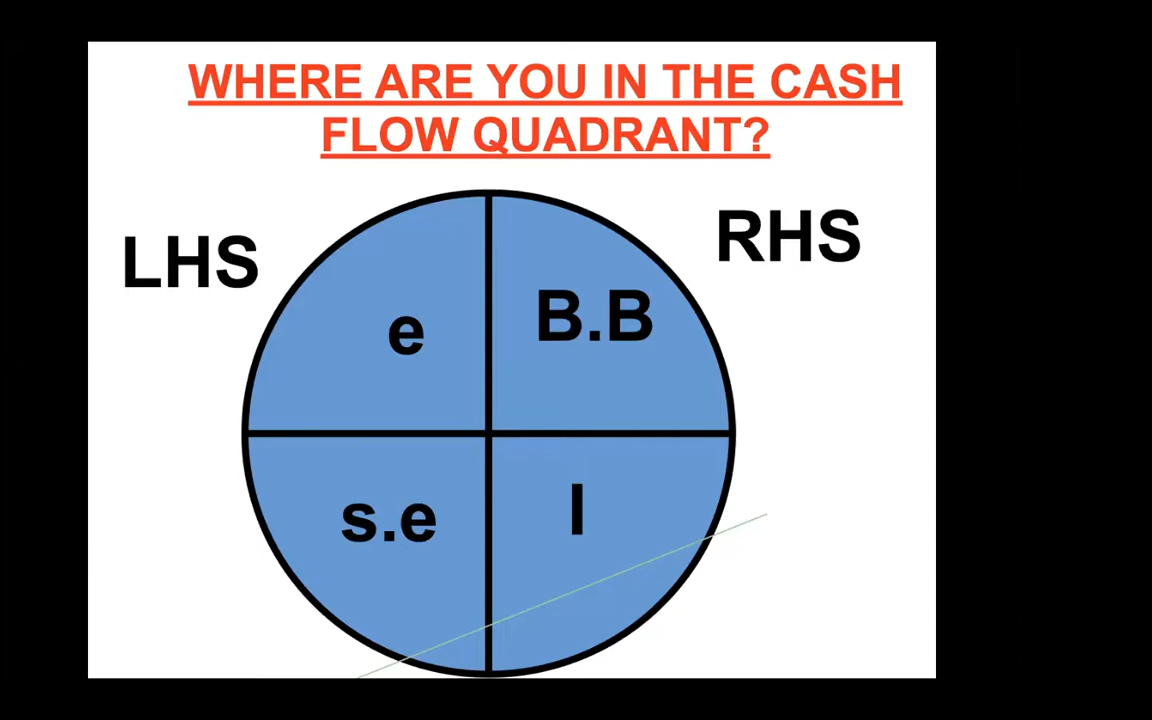 WHERE ARE YOU IN THE CASH
FLOW QUADRANT?
LHS
RHS
e
B.B
s.e
I